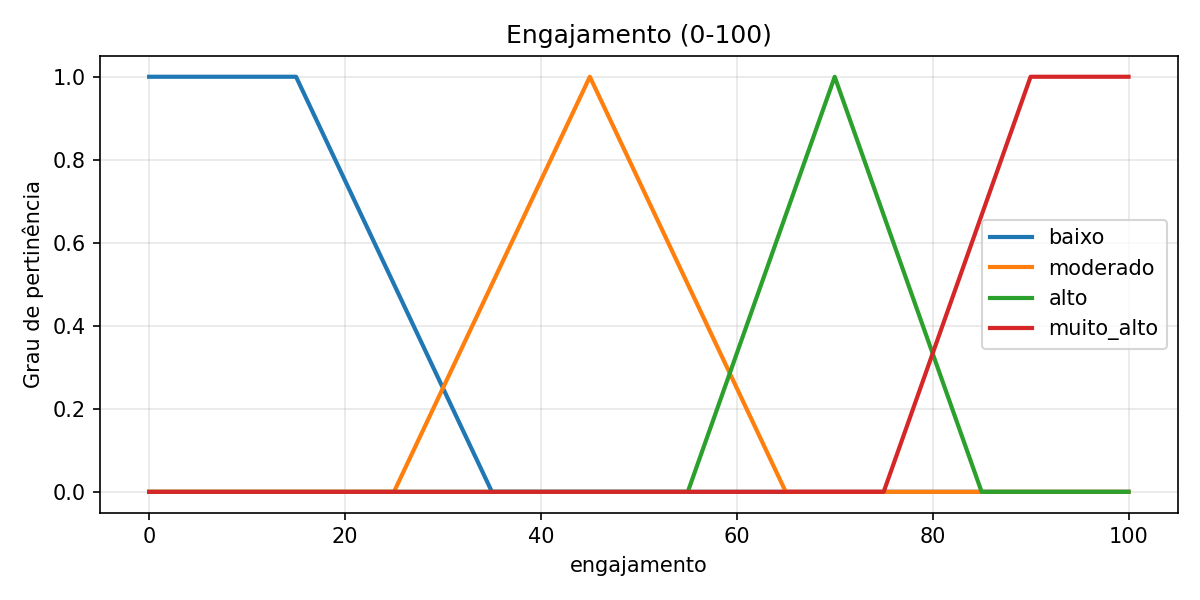 Engajamento (0-100)
Grau de pertinência
1.0
0.8
0.6
0.4
0.2
0.0
baixo
moderado
alto
muito_alto
0 20 40 60 80 100
engajamento